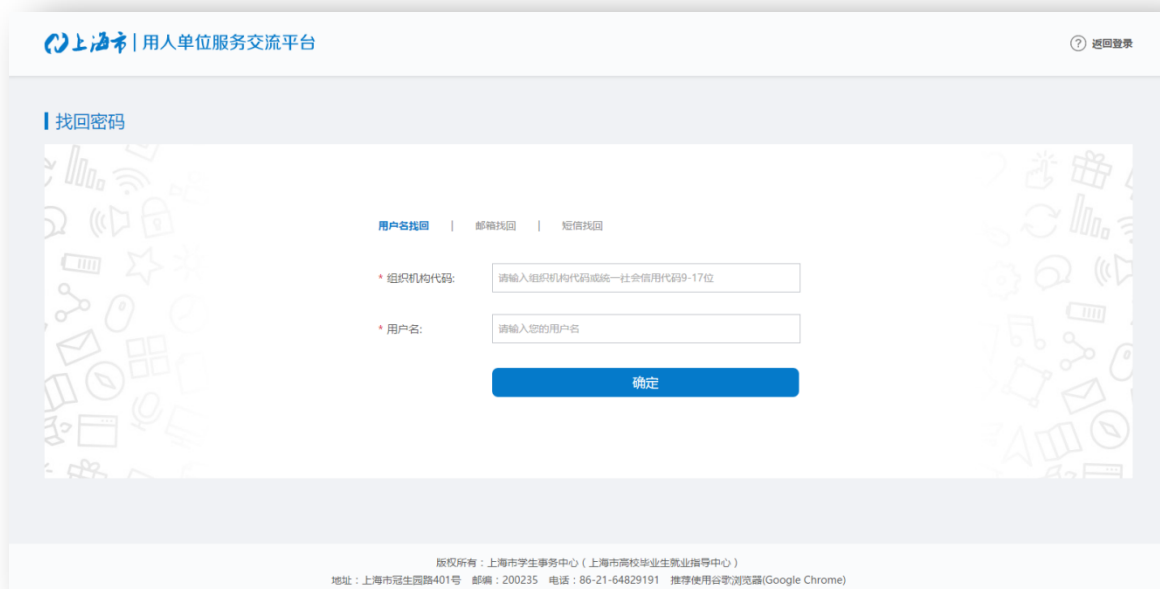 上海市 | 用人单位服务交流平台
? 返回登录
找回密码
用户名找回 | 邮箱找回 | 短信找回
* 组织机构代码: 请输入组织机构代码或统一社会信用代码9-17位
* 用户名: 请输入您的用户名
确定
版权所有：上海市学生事务中心（上海市高校毕业生就业指导中心）
地址：上海市冠生园路401号 邮编：200235 电话：86-21-64829191 推荐使用谷歌浏览器(Google Chrome)